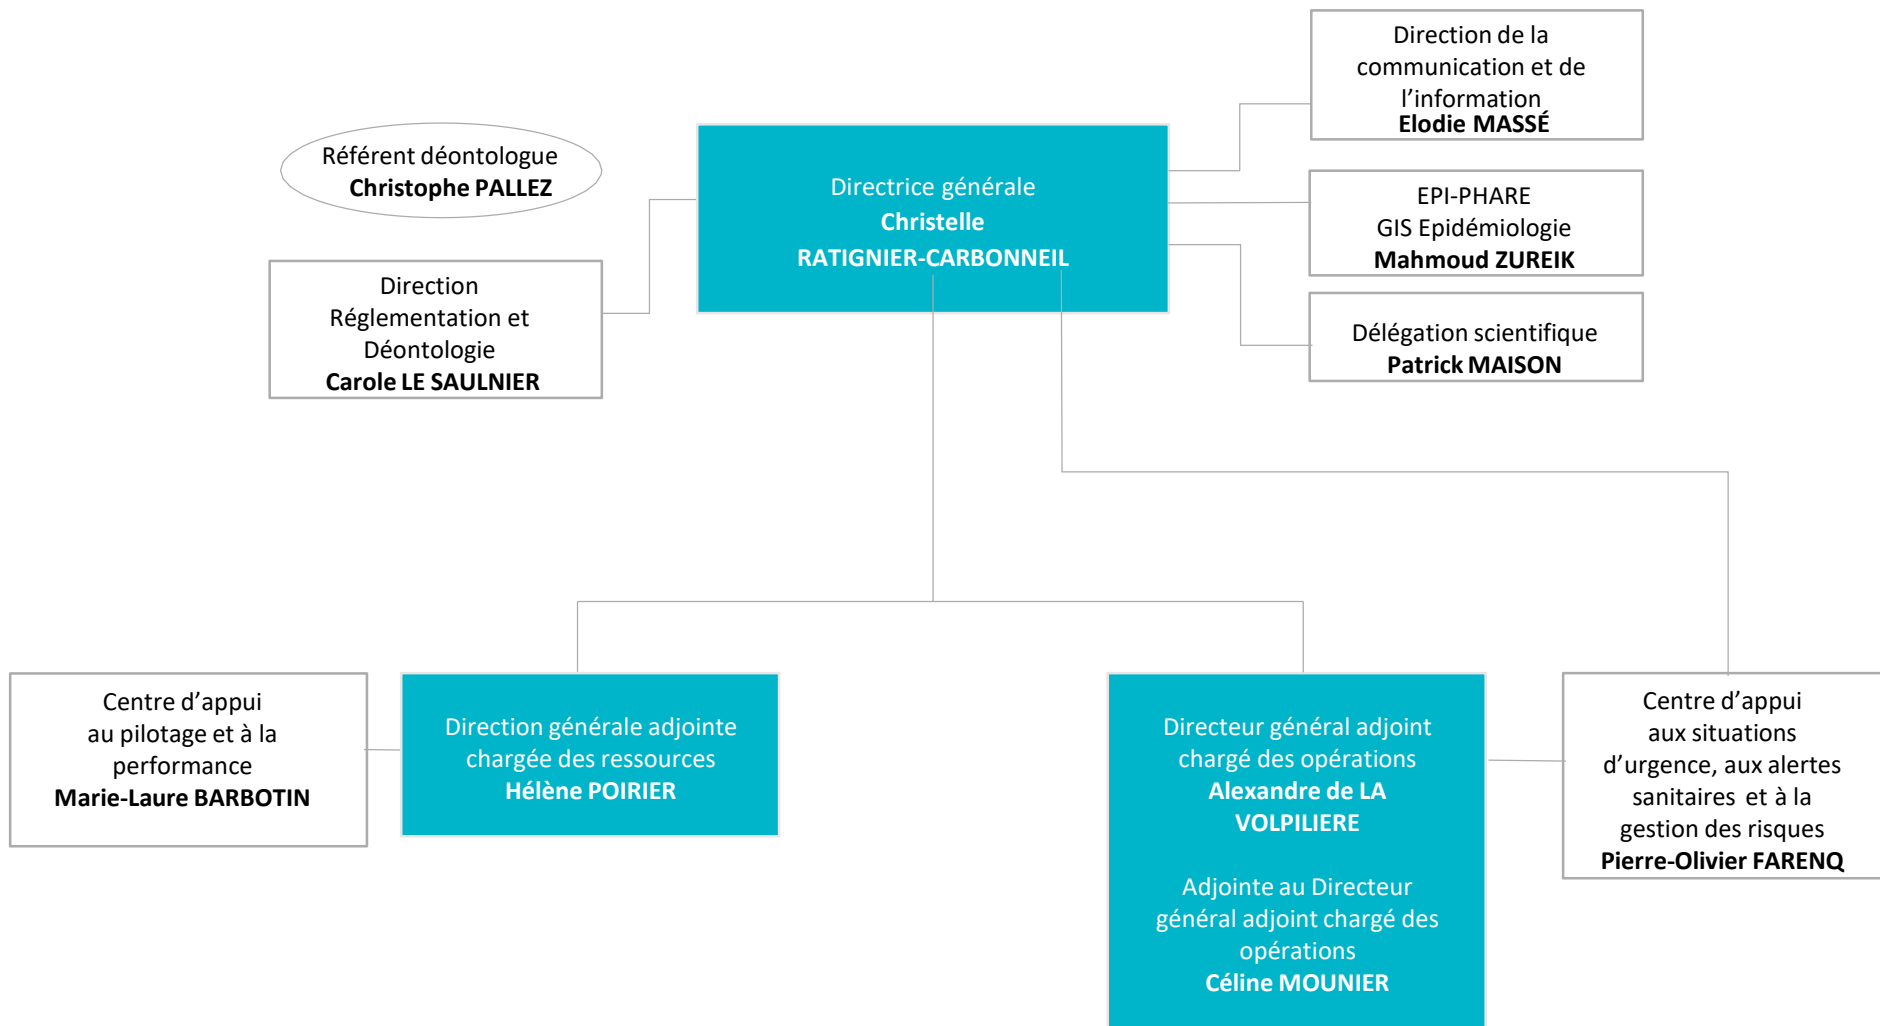 Direction de la
communication et de
l’information
Elodie MASSÉ
Référent déontologue
Christophe PALLEZ
Directrice générale
Christelle
RATIGNIER-CARBONNEIL
EPI-PHARE
GIS Epidémiologie
Mahmoud ZUREIK
Direction
Réglementation et
Déontologie
Carole LE SAULNIER
Délégation scientifique
Patrick MAISON
Centre d’appui
au pilotage et à la
performance
Marie-Laure BARBOTIN
Direction générale adjointe
chargée des ressources
Hélène POIRIER
Directeur général adjoint
chargé des opérations
Alexandre de LA
VOLPILIERE
Adjointe au Directeur
général adjoint chargé des
opérations
Céline MOUNIER
Centre d’appui
aux situations
d’urgence, aux alertes
sanitaires et à la
gestion des risques
Pierre-Olivier FARENQ